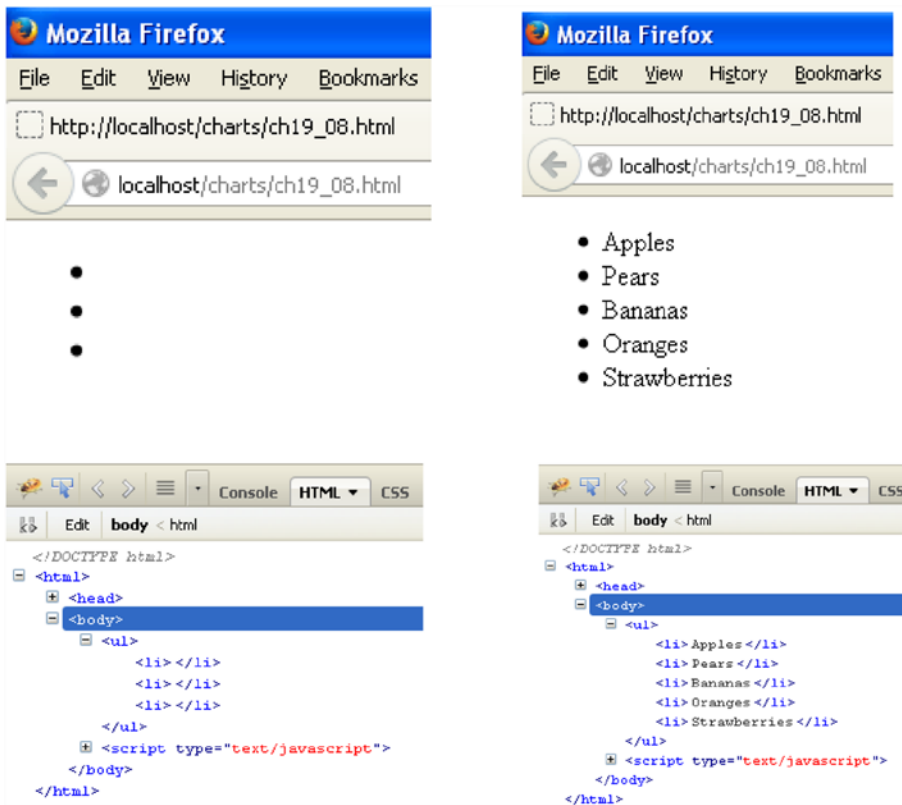 Mozilla Firefox
File Edit View History Bookmarks
http://localhost/charts/ch19_08.html
localhost/charts/ch19_08.html
Console HTML CSS
Edit body < html
<!DOCTYPE html>
<html>
<head>
<body>
<ul>
<li> </li>
<li> </li>
<li> </li>
</ul>
<script type="text/javascript">
</body>
</html>
Mozilla Firefox
File Edit View History Bookmarks
http://localhost/charts/ch19_08.html
localhost/charts/ch19_08.html
• Apples
• Pears
• Bananas
• Oranges
• Strawberries
Console HTML CSS
Edit body < html
<!DOCTYPE html>
<html>
<head>
<body>
<ul>
<li>Apples</li>
<li>Pears</li>
<li>Bananas</li>
<li>Oranges</li>
<li>Strawberries</li>
</ul>
<script type="text/javascript">
</body>
</html>